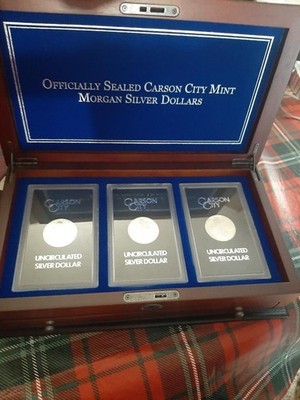 OFFICIALLY SEALED CARSON CITY MINT
MORGAN SILVER DOLLARS
CARSON
CITY
UNCIRCULATED
SILVER DOLLAR
CARSON
CITY
UNCIRCULATED
SILVER DOLLAR
CARSON
CITY
UNCIRCULATED
SILVER DOLLAR